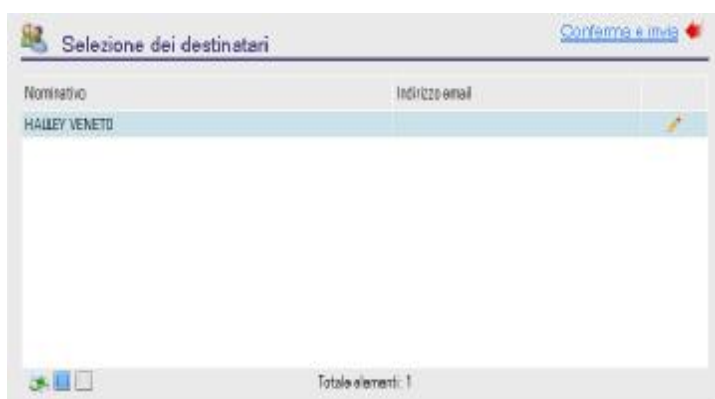 Selezione dei destinatari
Conferma e invia
Nominativo Indirizzo email
HALLEY VENETO
Totale elementi: 1